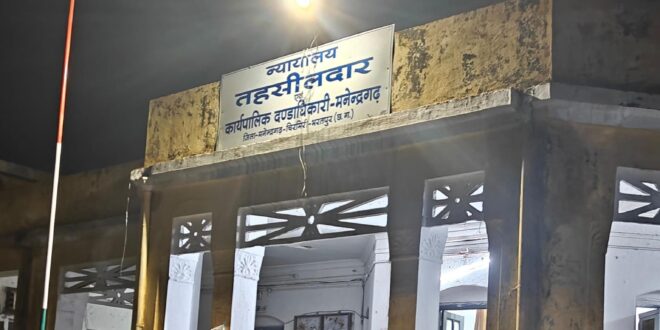 न्यायालय
तहसीलदार
एवं
कार्यपालिक दण्डाधिकारी-मनेन्द्रगढ़
जिला-मनेन्द्रगढ़-चिरमिरी-भरतपुर (छ.ग.)